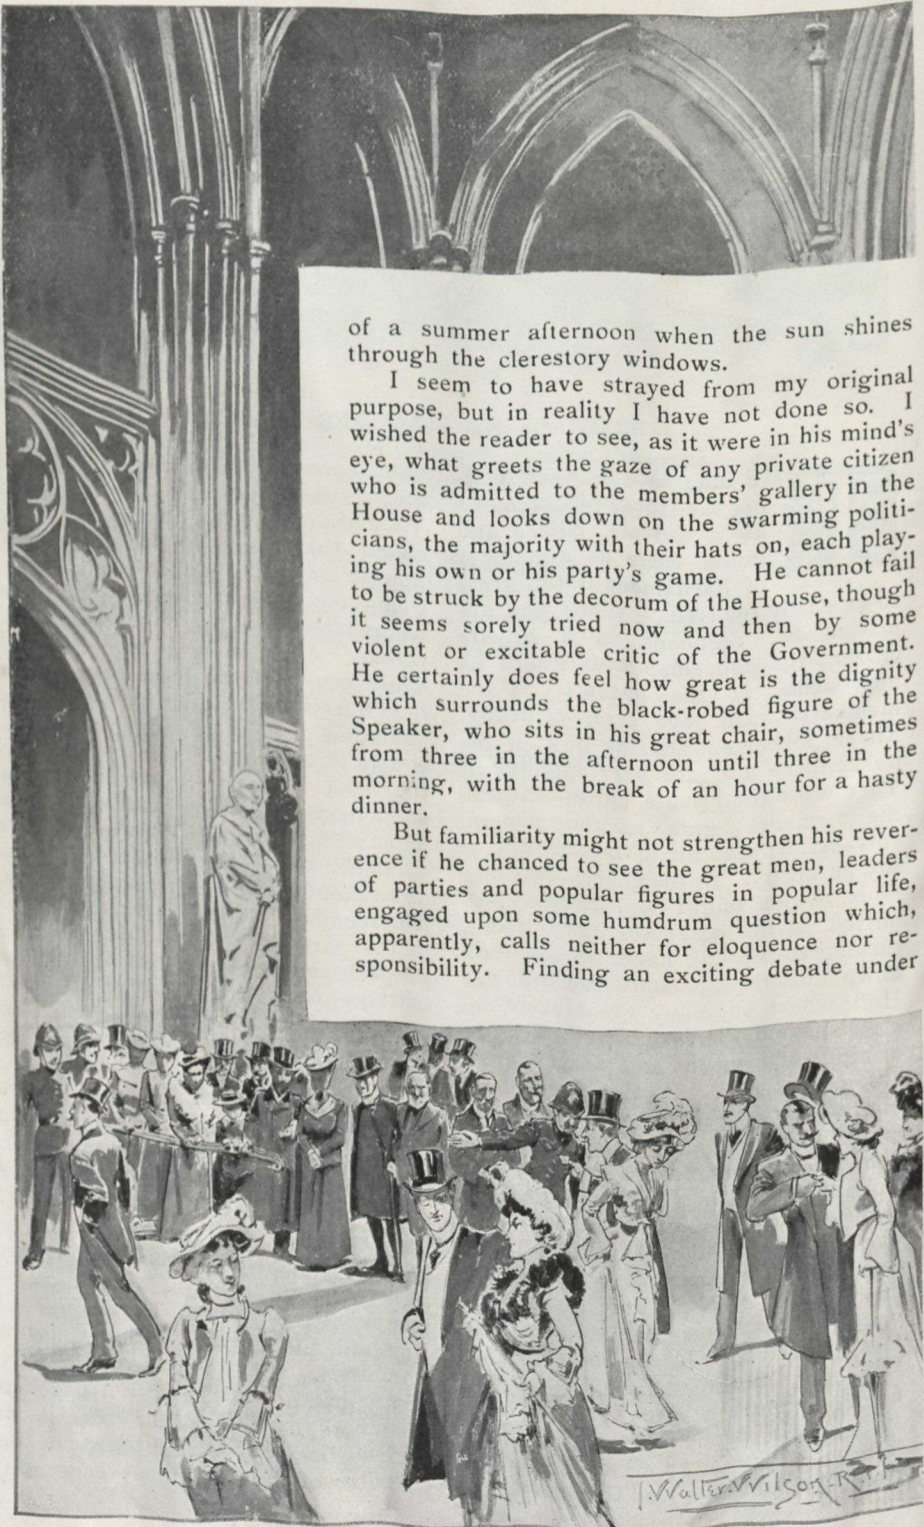 of a summer afternoon when the sun shines
through the clerestory windows.
I seem to have strayed from my original
purpose, but in reality I have not done so. I
wished the reader to see, as it were in his mind's
eye, what greets the gaze of any private citizen
who is admitted to the members' gallery in the
House and looks down on the swarming politi-
cians, the majority with their hats on, each play-
ing his own or his party's game. He cannot fail
to be struck by the decorum of the House, though
it seems sorely tried now and then by some
violent or excitable critic of the Government.
He certainly does feel how great is the dignity
which surrounds the black-robed figure of the
Speaker, who sits in his great chair, sometimes
from three in the afternoon until three in the
morning, with the break of an hour for a hasty
dinner.
But familiarity might not strengthen his rever-
ence if he chanced to see the great men, leaders
of parties and popular figures in popular life,
engaged upon some humdrum question which,
apparently, calls neither for eloquence nor re-
sponsibility. Finding an exciting debate under
T. Walter Wilson